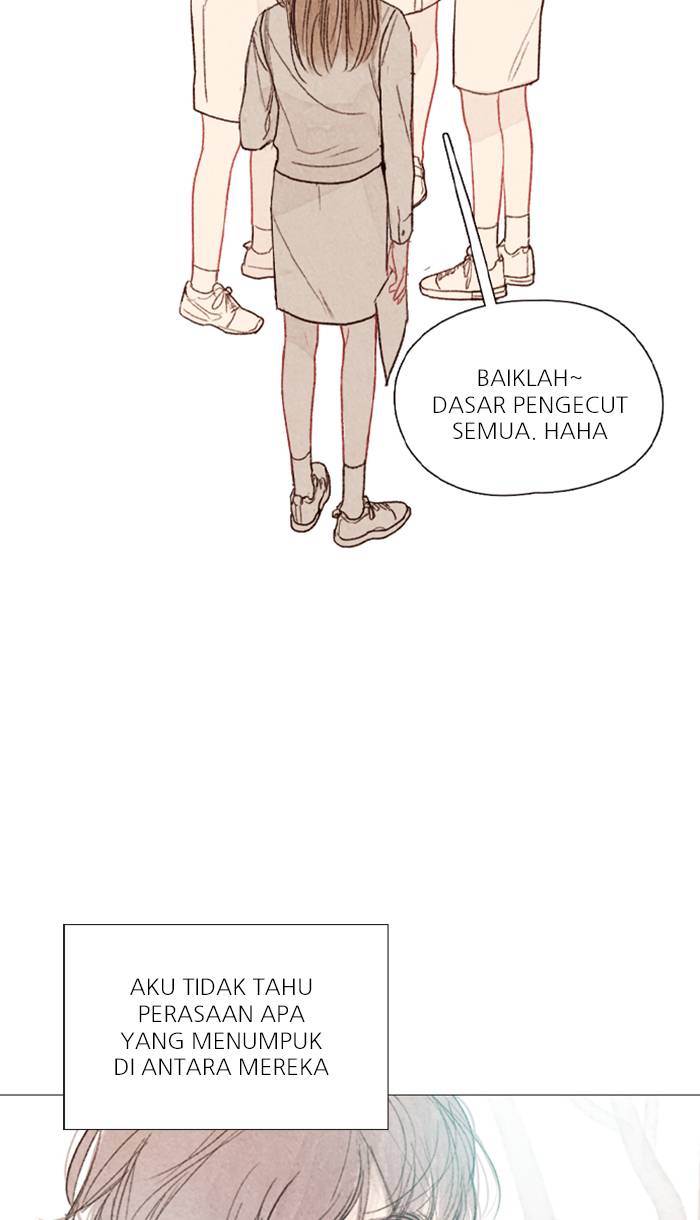 BAIKLAH~
DASAR PENGECUT
SEMUA. HAHA
AKU TIDAK TAHU
PERASAAN APA
YANG MENUMPUK
DI ANTARA MEREKA